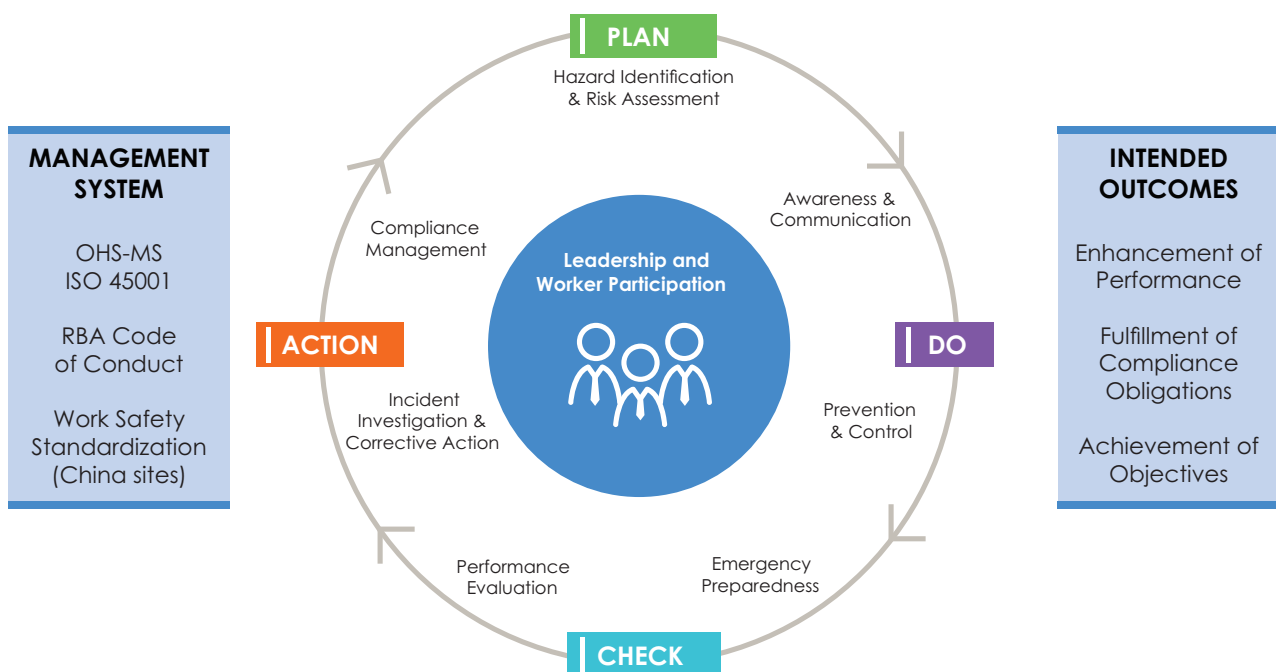 PLAN
Hazard Identification
& Risk Assessment
MANAGEMENT
SYSTEM
OHS-MS
ISO 45001
RBA Code
of Conduct
Work Safety
Standardization
(China sites)
Compliance
Management
Awareness &
Communication
Leadership and
Worker Participation
ACTION
DO
Incident
Investigation &
Corrective Action
Prevention
& Control
Performance
Evaluation
Emergency
Preparedness
CHECK
INTENDED
OUTCOMES
Enhancement of
Performance
Fulfillment of
Compliance
Obligations
Achievement of
Objectives